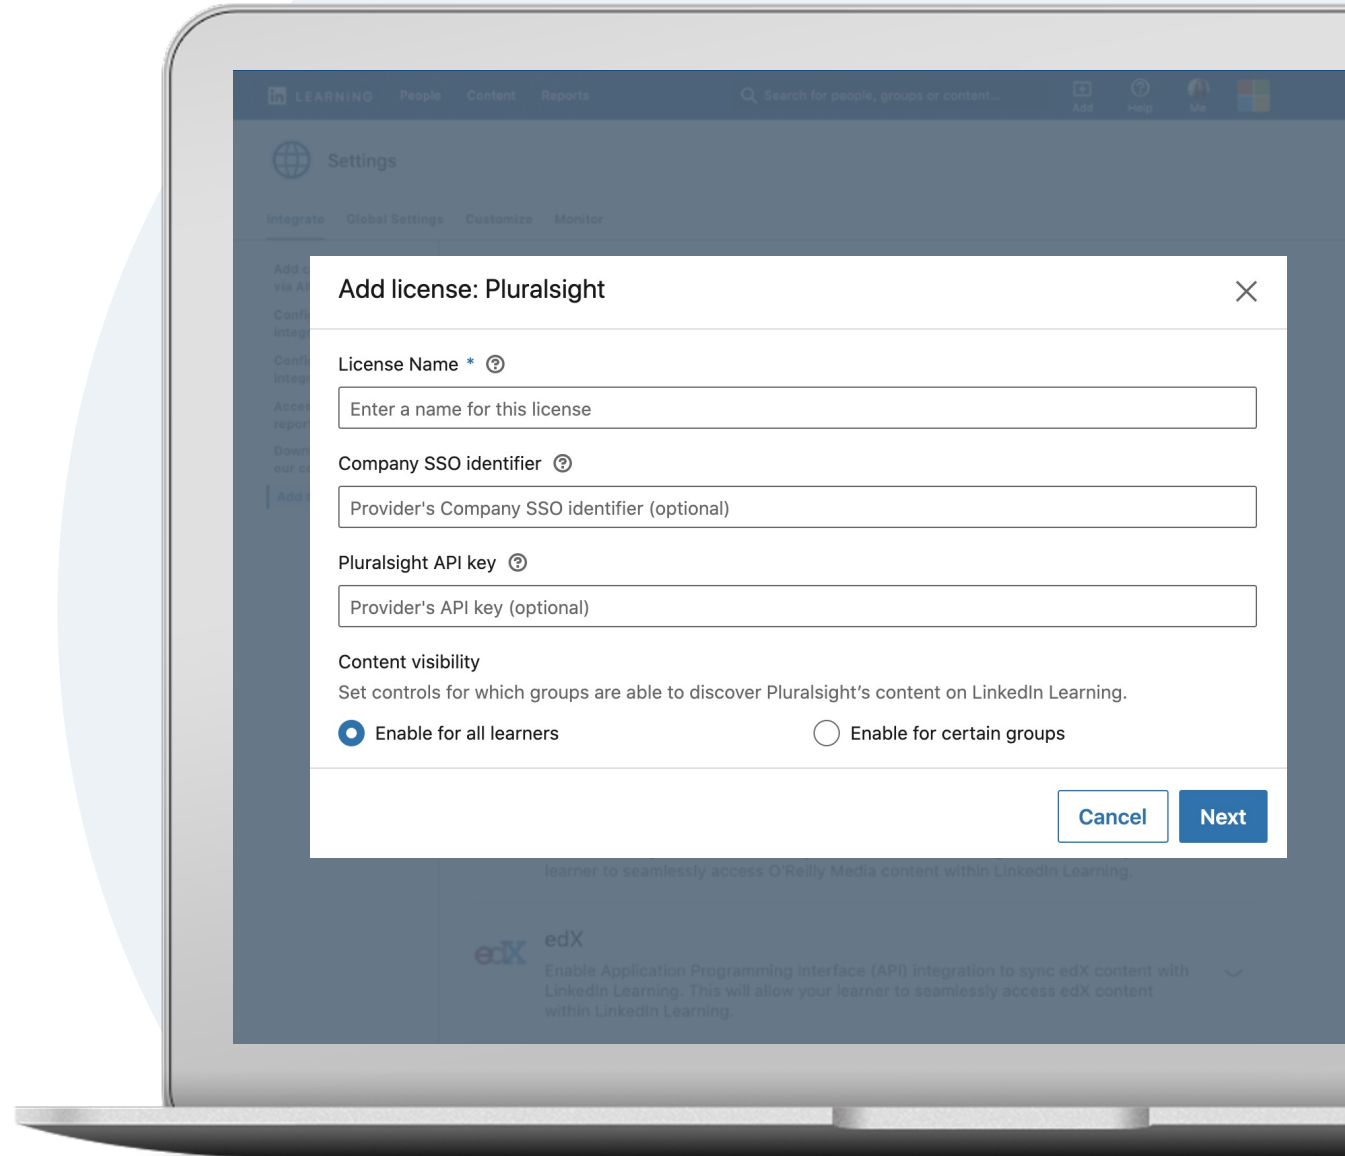 in LEARNING People Content Reports Search for people, groups or content... Add Help Me
Settings
Integrate Global Settings Customize Monitor
Add
via
Add license: Pluralsight
License Name * ?
Enter a name for this license
Company SSO identifier ?
Provider's Company SSO identifier (optional)
Pluralsight API key ?
Provider's API key (optional)
Content visibility
Set controls for which groups are able to discover Pluralsight’s content on LinkedIn Learning.
Enable for all learners Enable for certain groups
Cancel Next
learner to seamlessly access O'Reilly Media content within LinkedIn Learning.
edX edX
Enable Application Programming Interface (API) integration to sync edX content with
LinkedIn Learning. This will allow your learner to seamlessly access edX content
within LinkedIn Learning.